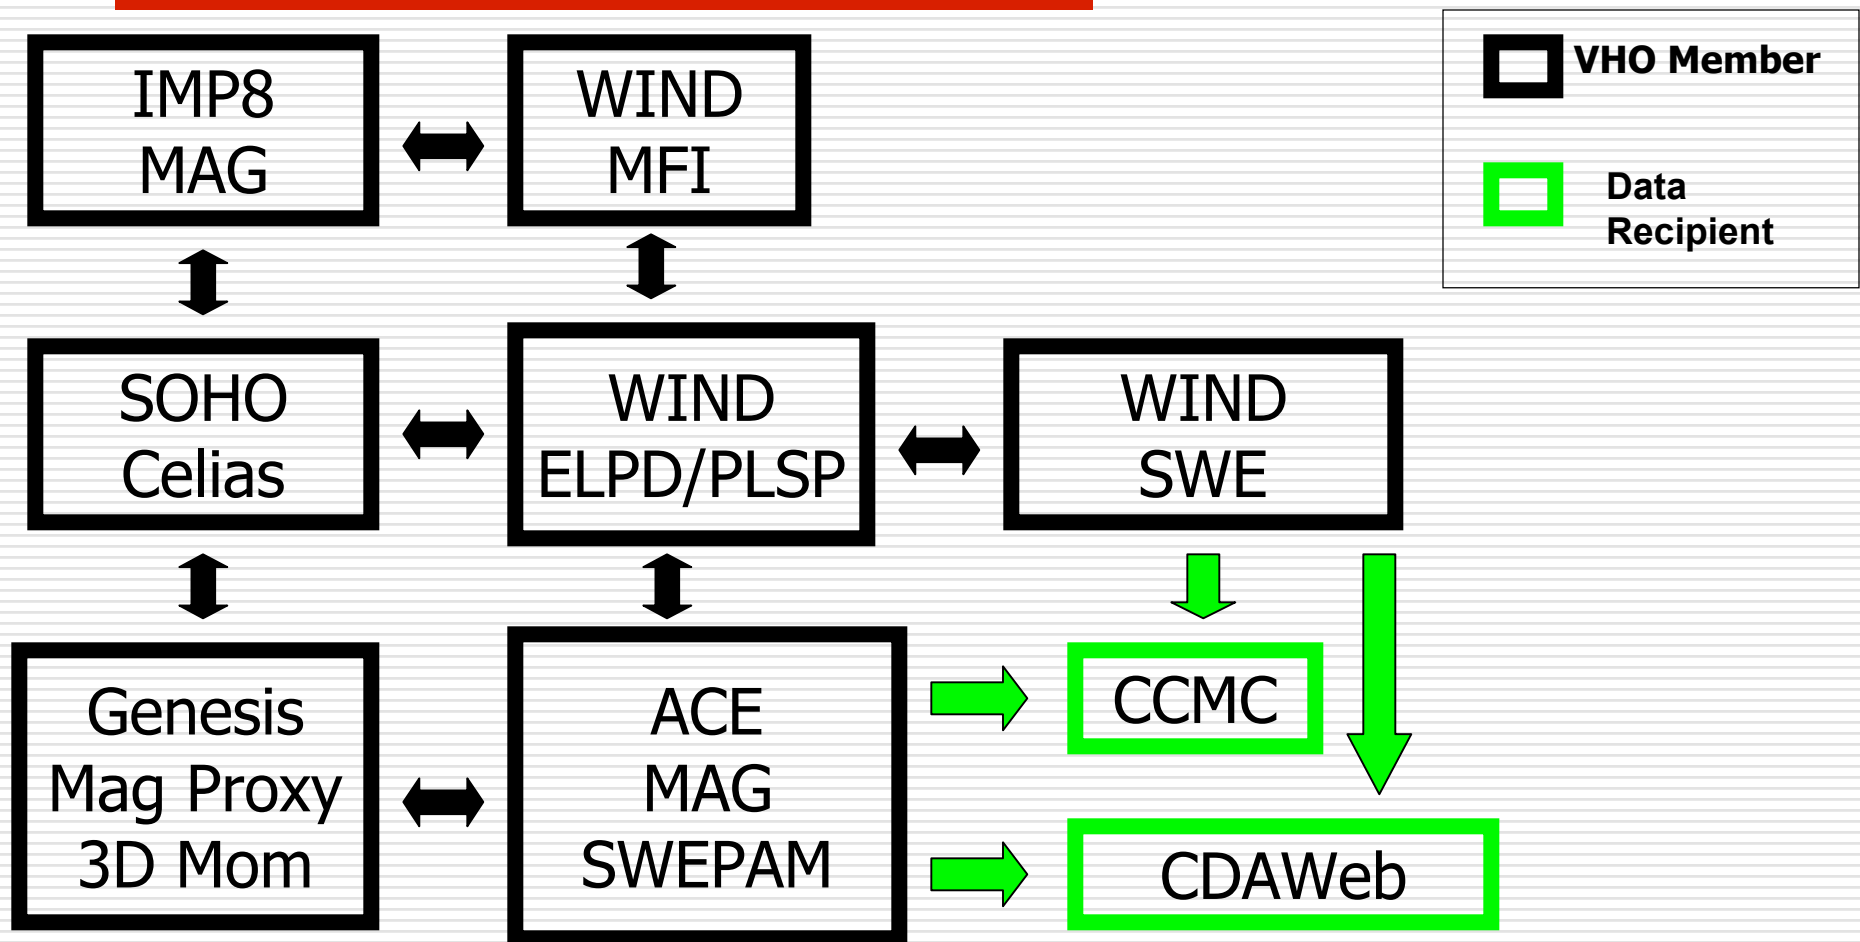 IMP8
MAG
WIND
MFI
VHO Member
Data
Recipient
SOHO
Celias
WIND
ELPD/PLSP
WIND
SWE
Genesis
Mag Proxy
3D Mom
ACE
MAG
SWEPAM
CCMC
CDAWeb